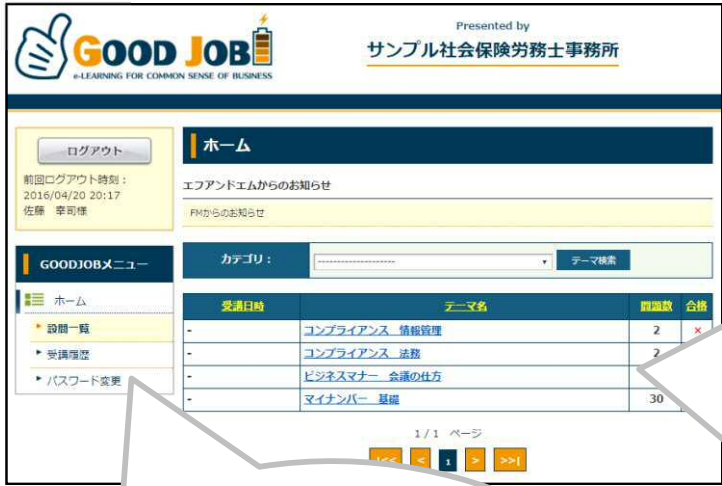 GOOD JOB
e-LEARNING FOR COMMON SENSE OF BUSINESS
Presented by
サンプル社会保険労務士事務所
ログアウト
前回ログアウト時刻：
2016/04/20 20:17
佐藤 幸司様
GOODJOBメニュー
ホーム
設問一覧
受講履歴
パスワード変更
ホーム
エフアンドエムからのお知らせ
FMからのお知らせ
カテゴリ： -------------------- テーマ検索
受講日時 テーマ名 問題数 合格
- コンプライアンス 情報管理 2 ×
- コンプライアンス 法務 2
- ビジネスマナー 会議の仕方
- マイナンバー 基礎 30
1 / 1 ページ
|<< < 1 > >>|